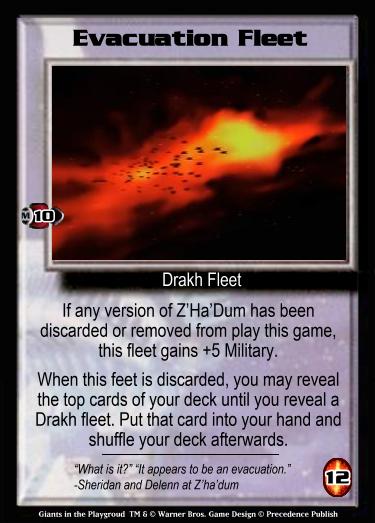 Evacuation Fleet
M 10
Drakh Fleet
If any version of Z'Ha'Dum has been
discarded or removed from play this game,
this fleet gains +5 Military.
When this feet is discarded, you may reveal
the top cards of your deck until you reveal a
Drakh fleet. Put that card into your hand and
shuffle your deck afterwards.
"What is it?" "It appears to be an evacuation."
-Sheridan and Delenn at Z'ha'dum
12
Giants in the Playgroud TM & © Warner Bros. Game Design © Precedence Publish